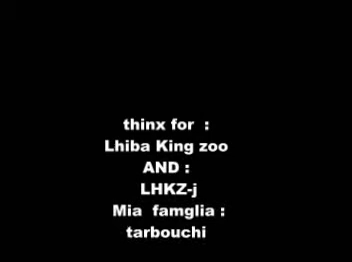 thinx for  :
Lhiba King zoo
AND :
LHKZ-j
Mia  famglia :
tarbouchi